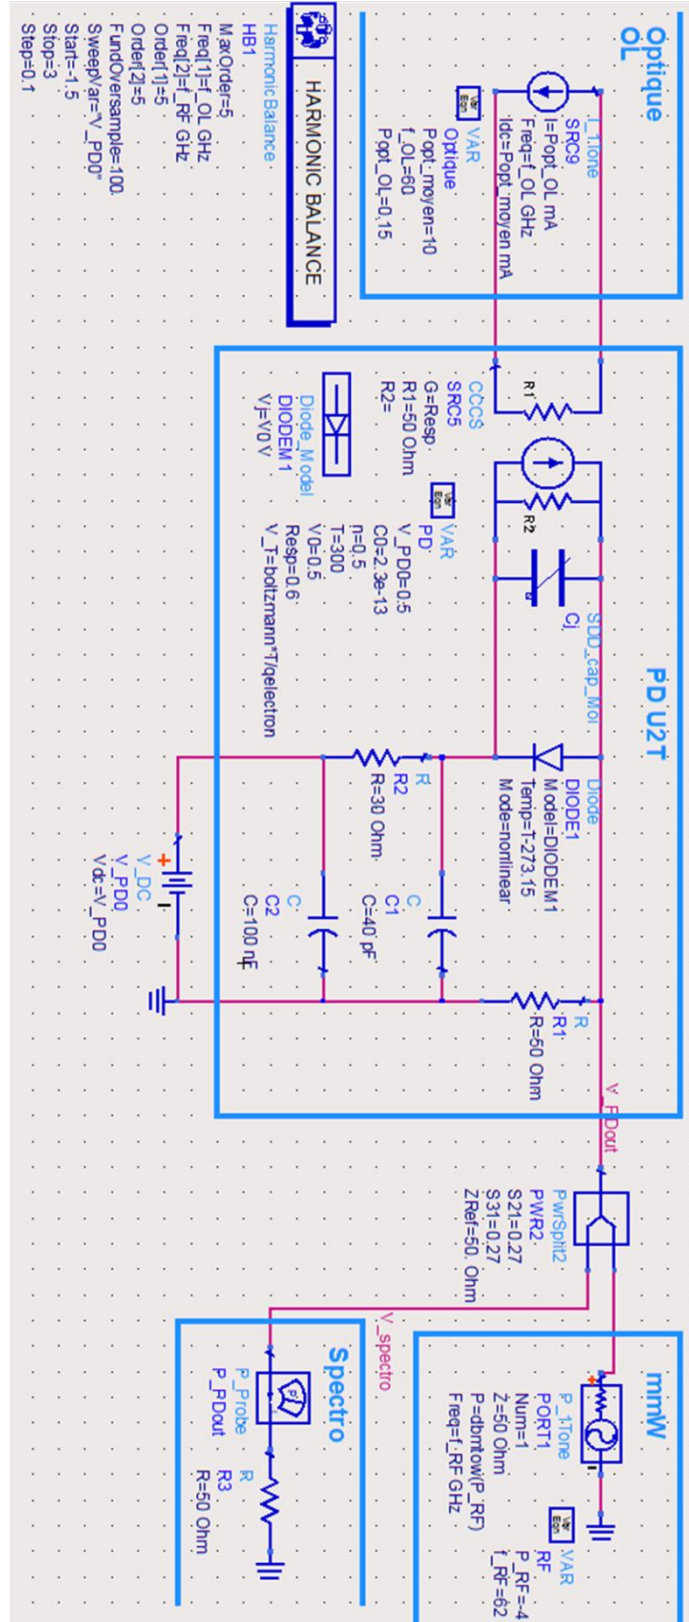 Optique
OL
I_1Tone
SRC9
I=Popt_OL mA
Freq=f_OL GHz
Idc=Popt_moyen mA
Var
Eqn
VAR
Optique
Popt_moyen=10
f_OL=60
Popt_OL=0.15
HARMONIC BALANCE
Harmonic Balance
HB1
MaxOrder=5
Freq[1]=f_OL GHz
Freq[2]=f_RF GHz
Order[1]=5
Order[2]=5
FundOversample=100
SweepVar="V_PD0"
Start=-1.5
Stop=3
Step=0.1
PD U2T
R1
R2
CCCS
SRC5
G=Resp
R1=50 Ohm
R2=
SDD_cap_Moi
Cj
Var
Eqn
VAR
PD
V_PD0=0.5
C0=2.3e-13
n=0.5
T=300
V0=0.5
Resp=0.6
V_T=boltzmann*T/qelectron
Diode_Model
DIODEM1
Vj=V0 V
Diode
DIODE1
Model=DIODEM1
Temp=T-273.15
Mode=nonlinear
R
R2
R=30 Ohm
C
C1
C=40 pF
C
C2
C=100 nF
R
R1
R=50 Ohm
V_DC
V_PD0
Vdc=V_PD0
V_PDout
PwrSplit2
PWR2
S21=0.27
S31=0.27
ZRef=50. Ohm
V_spectro
mmW
P_1Tone
PORT1
Num=1
Z=50 Ohm
P=dbmtow(P_RF)
Freq=f_RF GHz
Var
Eqn
VAR
RF
P_RF=-4
f_RF=62
Spectro
P_Probe
P_PDout
R
R3
R=50 Ohm